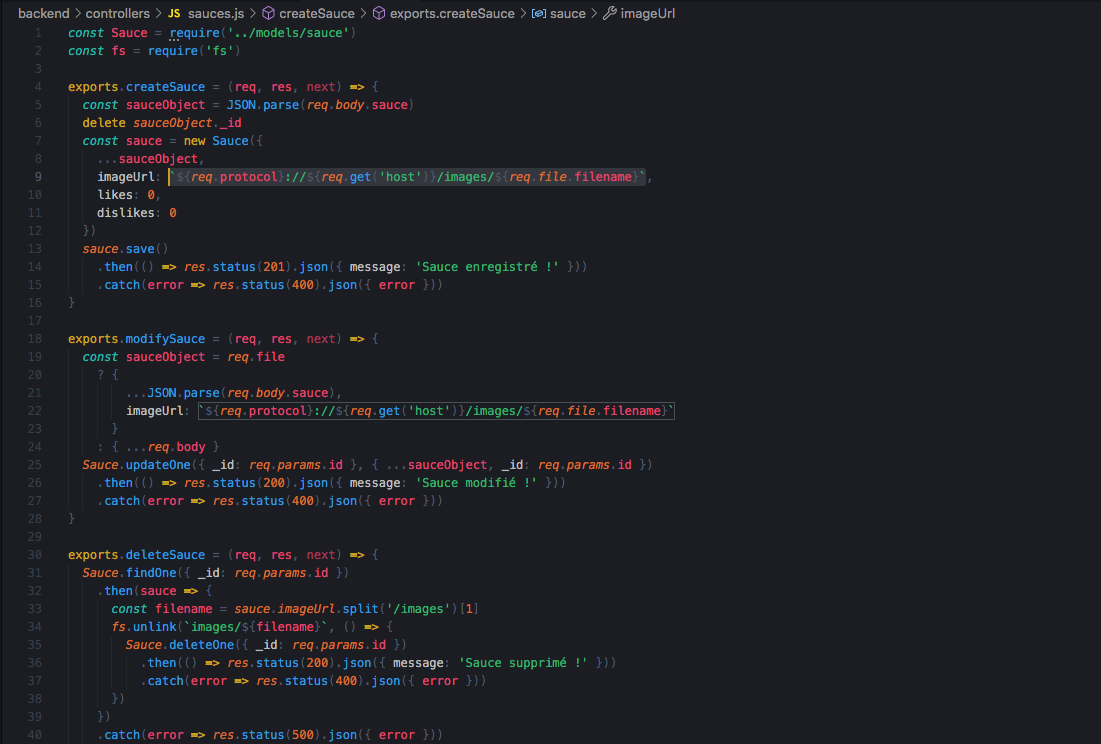 backend > controllers > JS sauces.js > createSauce > exports.createSauce > sauce > imageUrl
1 const Sauce = require('../models/sauce')
2 const fs = require('fs')
3
4 exports.createSauce = (req, res, next) => {
5 const sauceObject = JSON.parse(req.body.sauce)
6 delete sauceObject._id
7 const sauce = new Sauce({
8 ...sauceObject,
9 imageUrl: `${req.protocol}://${req.get('host')}/images/${req.file.filename}`,
10 likes: 0,
11 dislikes: 0
12 })
13 sauce.save()
14 .then(() => res.status(201).json({ message: 'Sauce enregistré !' }))
15 .catch(error => res.status(400).json({ error }))
16 }
17
18 exports.modifySauce = (req, res, next) => {
19 const sauceObject = req.file
20 ? {
21 ...JSON.parse(req.body.sauce),
22 imageUrl: `${req.protocol}://${req.get('host')}/images/${req.file.filename}`
23 }
24 : { ...req.body }
25 Sauce.updateOne({ _id: req.params.id }, { ...sauceObject, _id: req.params.id })
26 .then(() => res.status(200).json({ message: 'Sauce modifié !' }))
27 .catch(error => res.status(400).json({ error }))
28 }
29
30 exports.deleteSauce = (req, res, next) => {
31 Sauce.findOne({ _id: req.params.id })
32 .then(sauce => {
33 const filename = sauce.imageUrl.split('/images')[1]
34 fs.unlink(`images/${filename}`, () => {
35 Sauce.deleteOne({ _id: req.params.id })
36 .then(() => res.status(200).json({ message: 'Sauce supprimé !' }))
37 .catch(error => res.status(400).json({ error }))
38 })
39 })
40 .catch(error => res.status(500).json({ error }))